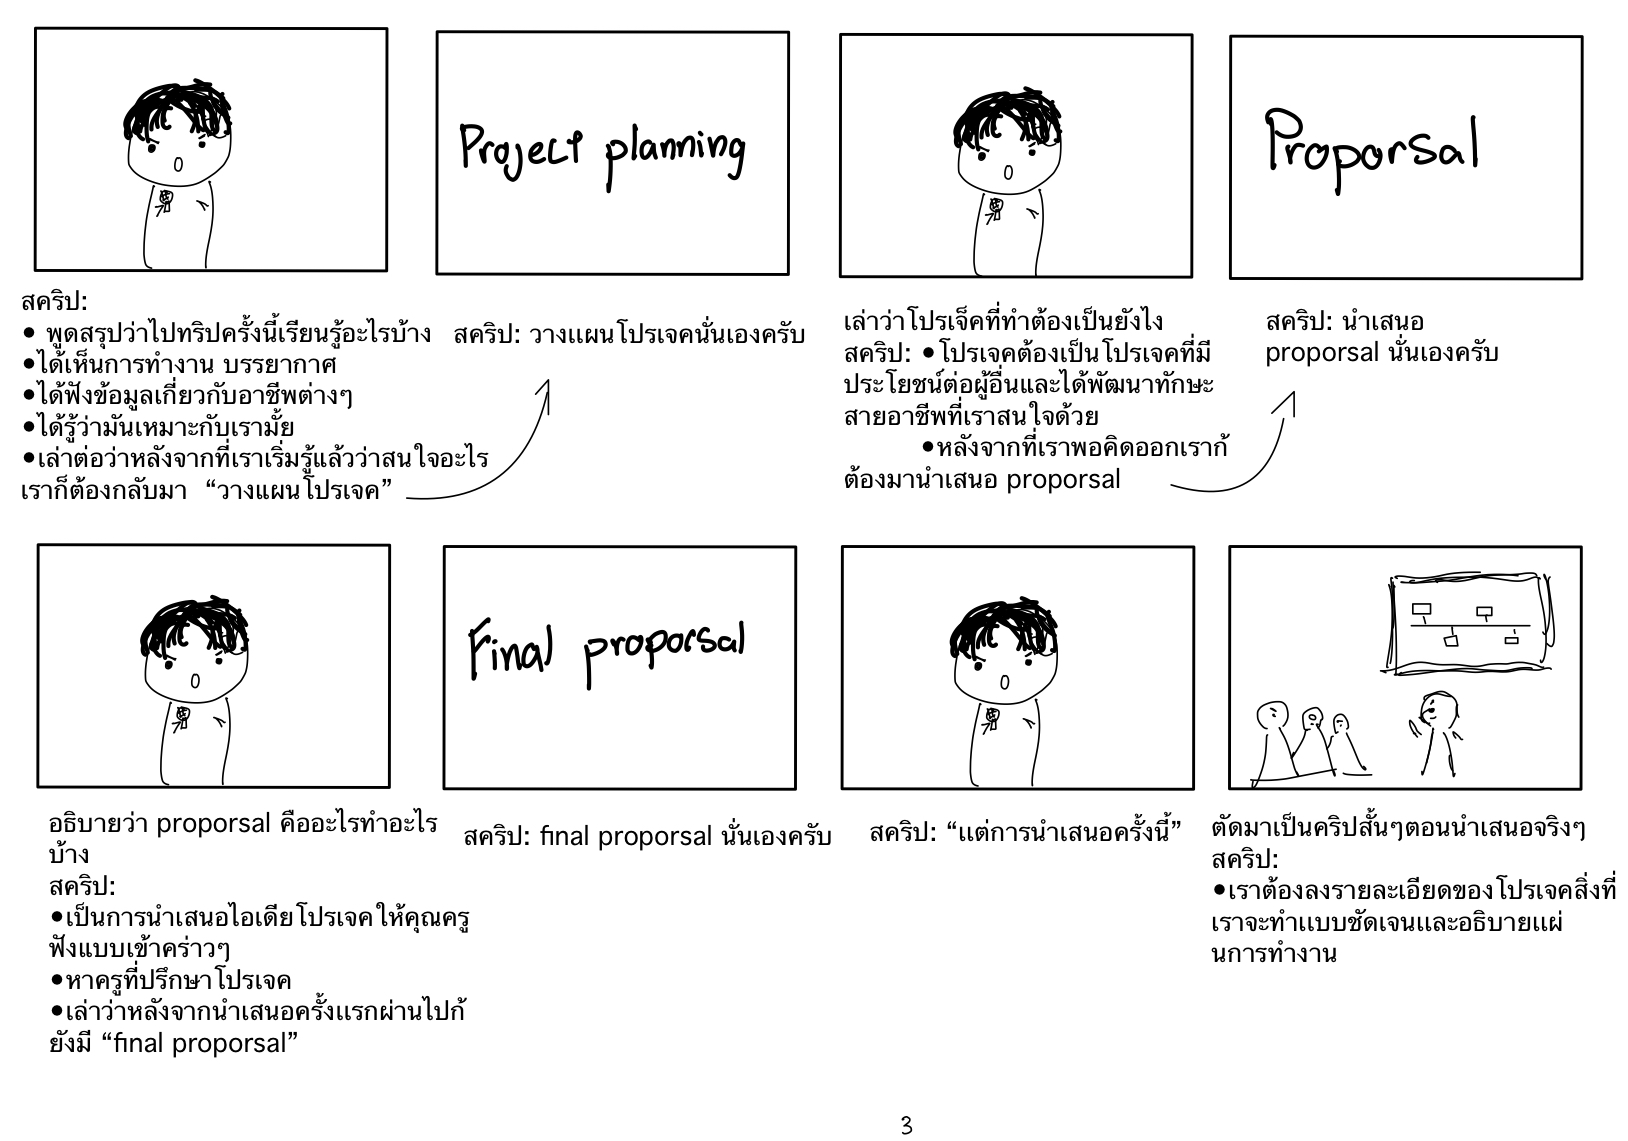 Project planning
Proporsal
สคริป:
• พูดสรุปว่าไปทริปครั้งนี้เรียนรู้อะไรบ้าง
•ได้เห็นการทำงาน บรรยากาศ
•ได้ฟังข้อมูลเกี่ยวกับอาชีพต่างๆ
•ได้รู้ว่ามันเหมาะกับเรามั้ย
•เล่าต่อว่าหลังจากที่เราเริ่มรู้แล้วว่าสนใจอะไร
เราก็ต้องกลับมา “วางแผนโปรเจค”
สคริป: วางแผนโปรเจคนั่นเองครับ
เล่าว่าโปรเจ็คที่ทำต้องเป็นยังไง
สคริป: •โปรเจคต้องเป็นโปรเจคที่มี
ประโยชน์ต่อผู้อื่นและได้พัฒนาทักษะ
สายอาชีพที่เราสนใจด้วย
•หลังจากที่เราพอคิดออกเราก้
ต้องมานำเสนอ proporsal
สคริป: นำเสนอ
proporsal นั่นเองครับ
Final proporsal
อธิบายว่า proporsal คืออะไรทำอะไร
บ้าง
สคริป:
•เป็นการนำเสนอไอเดียโปรเจคให้คุณครู
ฟังแบบเข้าคร่าวๆ
•หาครูที่ปรึกษาโปรเจค
•เล่าว่าหลังจากนำเสนอครั้งแรกผ่านไปก้
ยังมี “final proporsal”
สคริป: final proporsal นั่นเองครับ
สคริป: “แต่การนำเสนอครั้งนี้”
ตัดมาเป็นคริปสั้นๆตอนนำเสนอจริงๆ
สคริป:
•เราต้องลงรายละเอียดของโปรเจคสิ่งที่
เราจะทำแบบชัดเจนและอธิบายแผ่
นการทำงาน
3